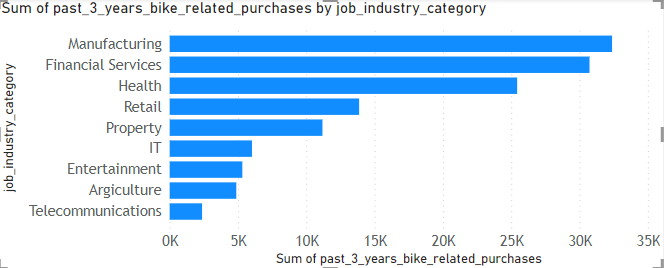 Sum of past_3_years_bike_related_purchases by job_industry_category
job_industry_category
Manufacturing
Financial Services
Health
Retail
Property
IT
Entertainment
Argiculture
Telecommunications
0K 5K 10K 15K 20K 25K 30K 35K
Sum of past_3_years_bike_related_purchases